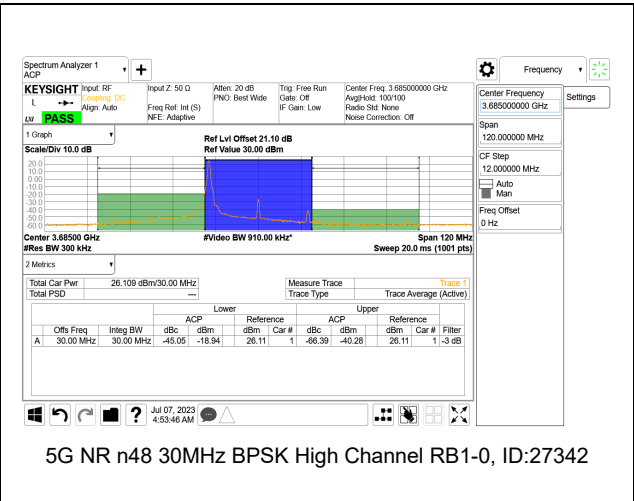 Spectrum Analyzer 1
ACP
+
Frequency
KEYSIGHT
L
LXI
PASS
Input: RF
Coupling: DC
Align: Auto
Input Z: 50 Ω
Freq Ref: Int (S)
NFE: Adaptive
Atten: 20 dB
PNO: Best Wide
Trig: Free Run
Gate: Off
IF Gain: Low
Center Freq: 3.685000000 GHz
Avg|Hold: 100/100
Radio Std: None
Noise Correction: Off
Center Frequency
3.685000000 GHz
Settings
Span
120.000000 MHz
CF Step
12.000000 MHz
Auto
Man
Freq Offset
0 Hz
1 Graph
Scale/Div 10.0 dB
Ref Lvl Offset 21.10 dB
Ref Value 30.00 dBm
20.0
10.0
0.00
-10.0
-20.0
-30.0
-40.0
-50.0
-60.0
Center 3.68500 GHz
#Video BW 910.00 kHz*
Span 120 MHz
#Res BW 300 kHz
Sweep 20.0 ms (1001 pts)
2 Metrics
Total Car Pwr 26.109 dBm/30.00 MHz
Total PSD ---
Measure Trace Trace 1
Trace Type Trace Average (Active)
Lower Upper
ACP Reference ACP Reference
Offs Freq Integ BW dBc dBm dBm Car # dBc dBm dBm Car # Filter
A 30.00 MHz 30.00 MHz -45.05 -18.94 26.11 1 -66.39 -40.28 26.11 1 -3 dB
?
Jul 07, 2023
4:53:46 AM
5G NR n48 30MHz BPSK High Channel RB1-0, ID:27342